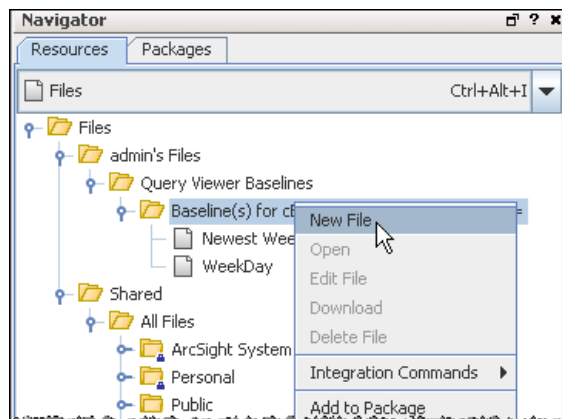 Navigator
Resources Packages
Files Ctrl+Alt+I
Files
admin's Files
Query Viewer Baselines
Baseline(s) for
Newest
WeekDay
Shared
All Files
ArcSight System
Personal
Public
New File
Open
Edit File
Download
Delete File
Integration Commands
Add to Package